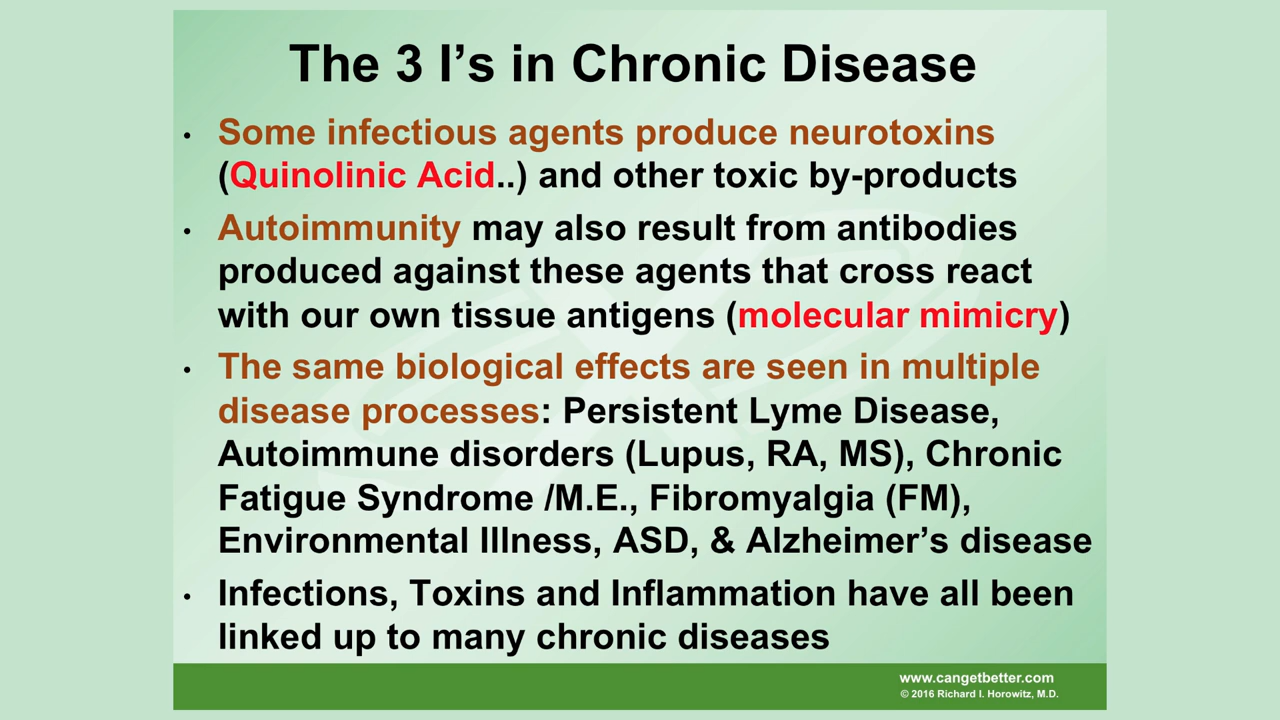 The 3 I's in Chronic Disease
• Some infectious agents produce neurotoxins
(Quinolinic Acid..) and other toxic by-products
• Autoimmunity may also result from antibodies
produced against these agents that cross react
with our own tissue antigens (molecular mimicry)
• The same biological effects are seen in multiple
disease processes: Persistent Lyme Disease,
Autoimmune disorders (Lupus, RA, MS), Chronic
Fatigue Syndrome /M.E., Fibromyalgia (FM),
Environmental Illness, ASD, & Alzheimer's disease
• Infections, Toxins and Inflammation have all been
linked up to many chronic diseases
www.cangetbetter.com
© 2016 Richard I. Horowitz, M.D.